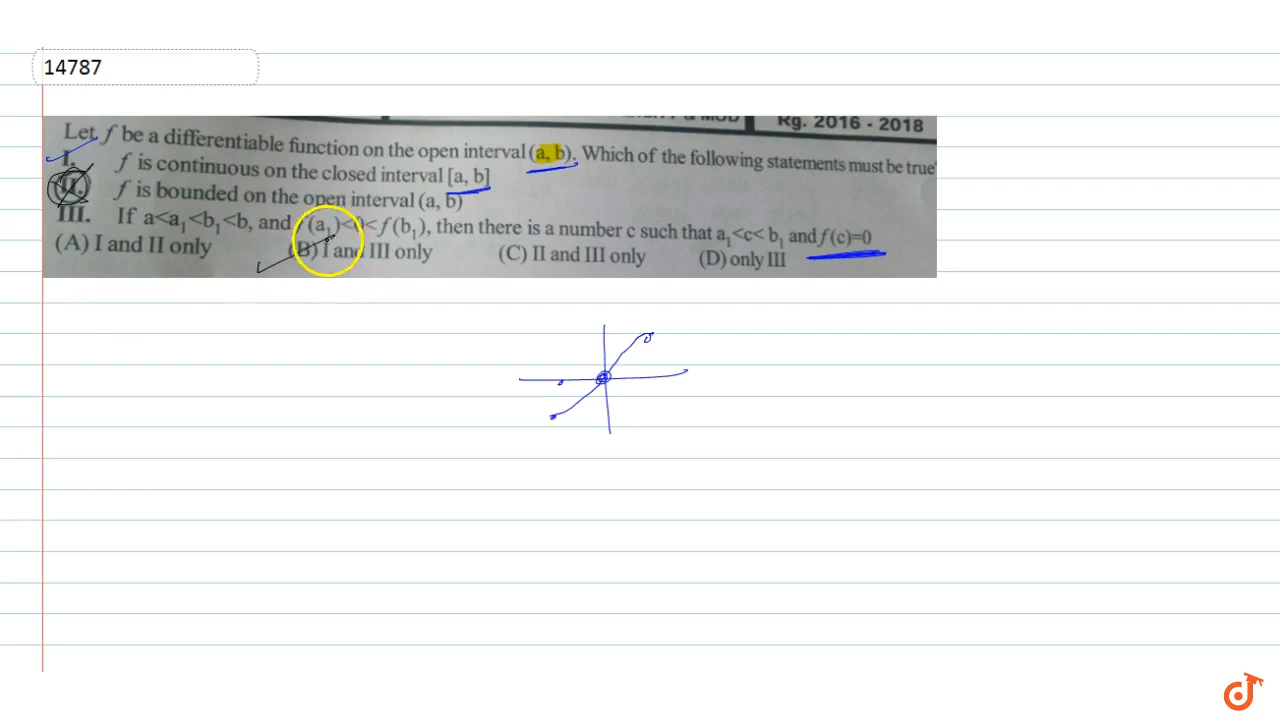 14787
Rg. 2016 - 2018
Let f be a differentiable function on the open interval (a, b). Which of the following statements must be true?
I. f is continuous on the closed interval [a, b]
II. f is bounded on the open interval (a, b)
III. If a<a₁<b₁<b, and (a₁)<0<f(b₁), then there is a number c such that a₁<c<b₁ and f(c)=0
(A) I and II only (B) I and III only (C) II and III only (D) only III